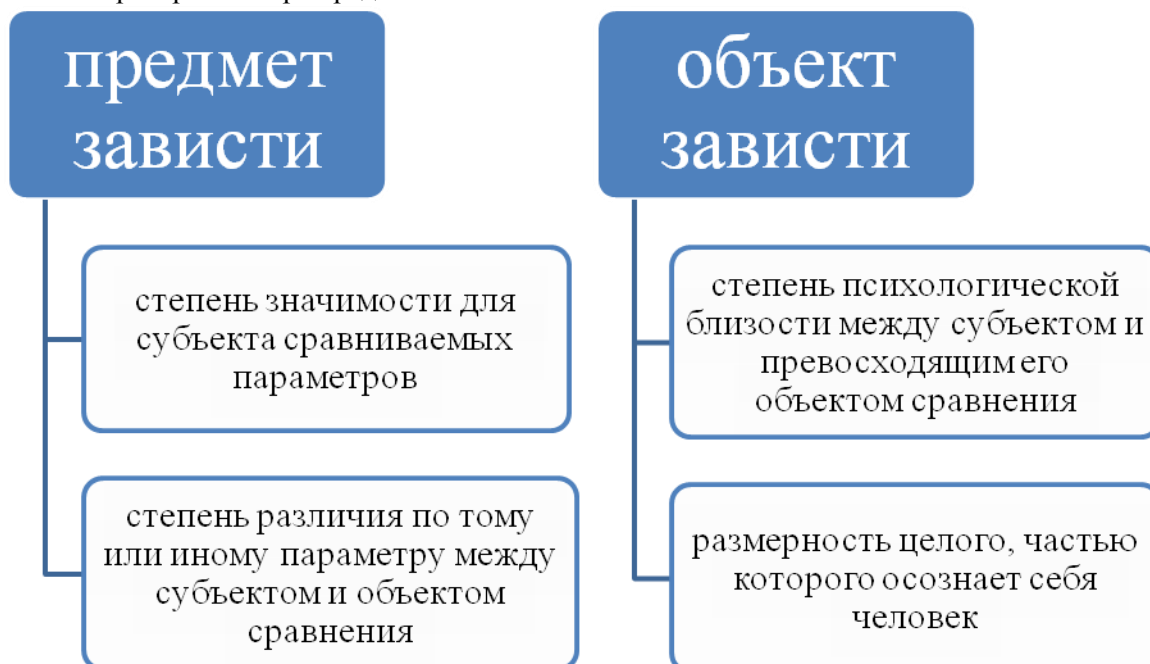 предмет
зависти
степень значимости для
субъекта сравниваемых
параметров
степень различия по тому
или иному параметру между
субъектом и объектом
сравнения
объект
зависти
степень психологической
близости между субъектом и
превосходящим его
объектом сравнения
размерность целого, частью
которого осознает себя
человек